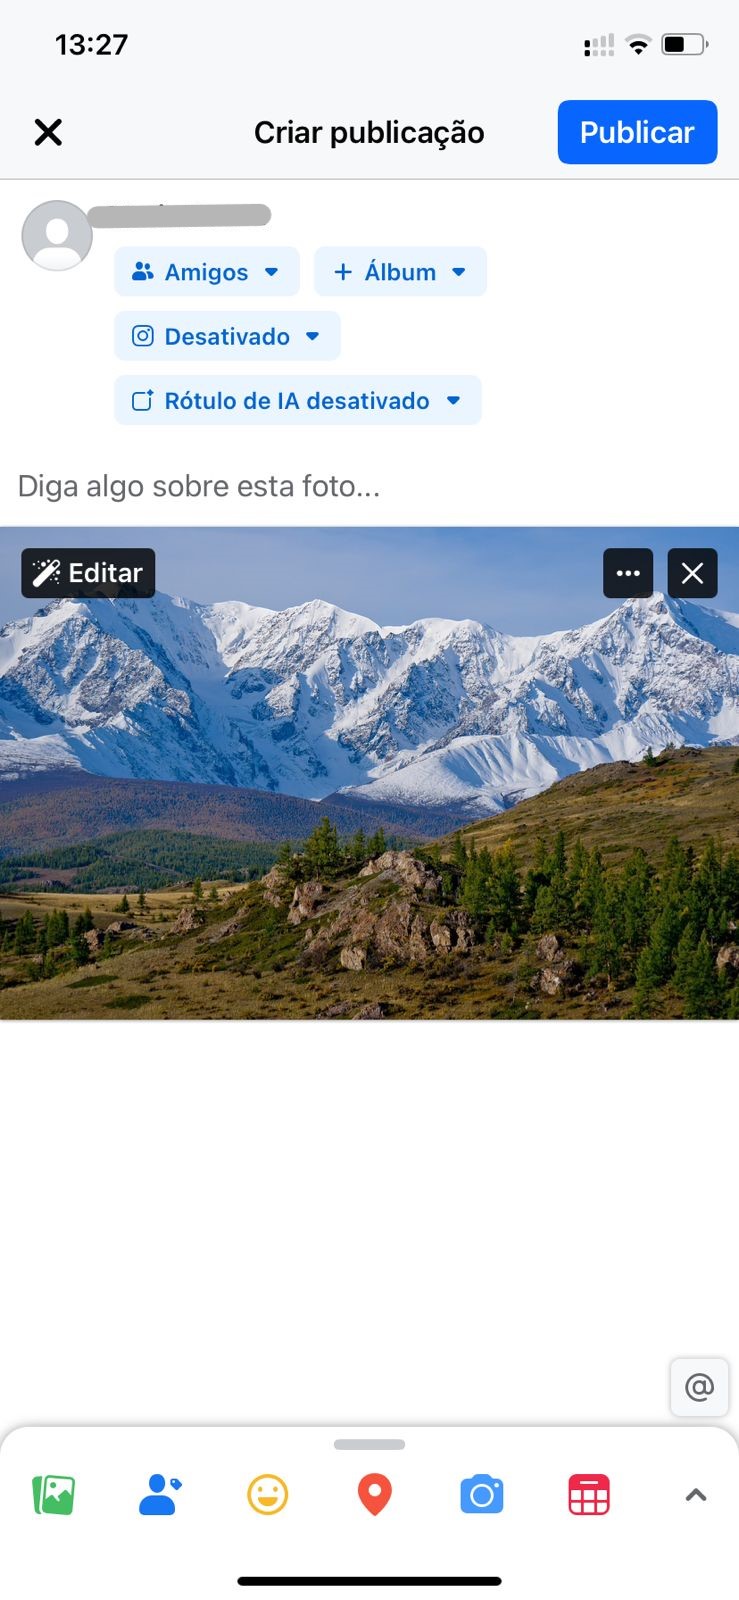 13:27
Criar publicação
Publicar
Amigos
+ Álbum
Desativado
Rótulo de IA desativado
Diga algo sobre esta foto...
Editar
@